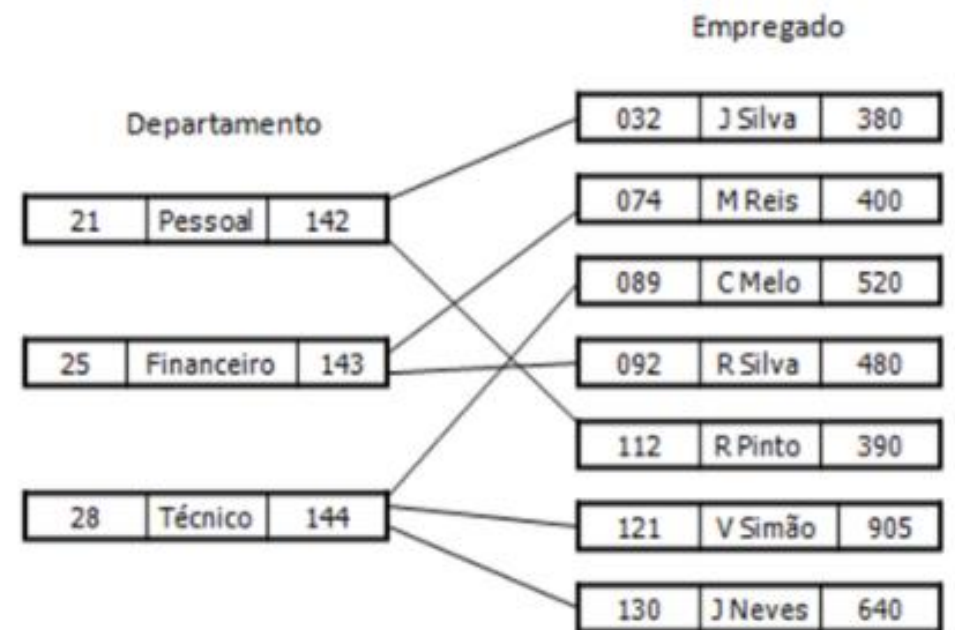 Departamento
21 Pessoal 142
25 Financeiro 143
28 Técnico 144
Empregado
032 J Silva 380
074 M Reis 400
089 C Melo 520
092 R Silva 480
112 R Pinto 390
121 V Simão 905
130 J Neves 640